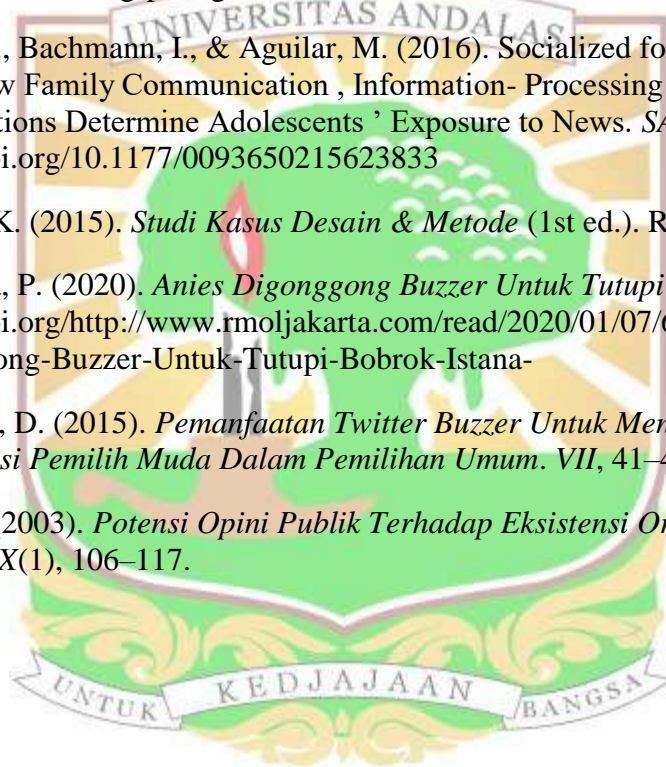 UNIVERSITAS ANDALAS
., Bachmann, I., & Aguilar, M. (2016). Socialized fo
w Family Communication , Information- Processing
tions Determine Adolescents ’ Exposure to News. SA
oi.org/10.1177/0093650215623833
K. (2015). Studi Kasus Desain & Metode (1st ed.). R
, P. (2020). Anies Digonggong Buzzer Untuk Tutupi
oi.org/http://www.rmoljakarta.com/read/2020/01/07/6
ong-Buzzer-Untuk-Tutupi-Bobrok-Istana-
, D. (2015). Pemanfaatan Twitter Buzzer Untuk Men
si Pemilih Muda Dalam Pemilihan Umum. VII, 41–4
(2003). Potensi Opini Publik Terhadap Eksistensi Or
X(1), 106–117.
UNTUK KEDJAJAAN BANGSA